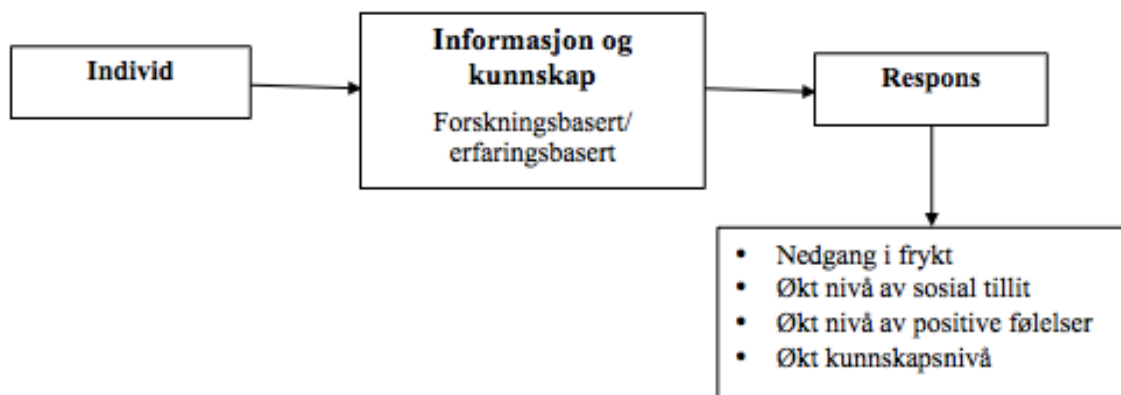 Individ
Informasjon og
kunnskap
Forskningsbasert/
erfaringsbasert
Respons
• Nedgang i frykt
• Økt nivå av sosial tillit
• Økt nivå av positive følelser
• Økt kunnskapsnivå